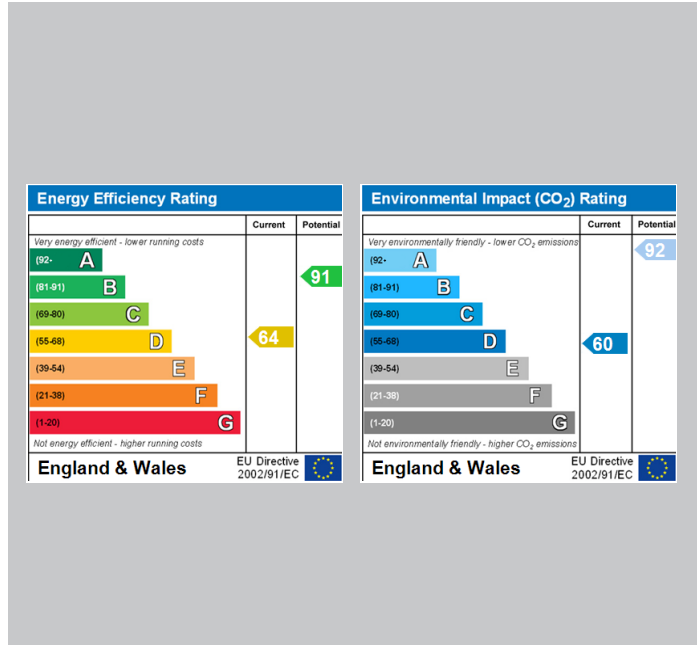 Energy Efficiency Rating
Current Potential
Very energy efficient - lower running costs
(92- A
(81-91) B
91
(69-80) C
(55-68) D
64
(39-54) E
(21-38) F
(1-20) G
Not energy efficient - higher running costs
England & Wales
EU Directive
2002/91/EC
Environmental Impact (CO₂) Rating
Current Potential
Very environmentally friendly - lower CO₂ emissions
92
(92- A
(81-91) B
(69-80) C
(55-68) D
60
(39-54) E
(21-38) F
(1-20) G
Not environmentally friendly - higher CO₂ emissions
England & Wales
EU Directive
2002/91/EC